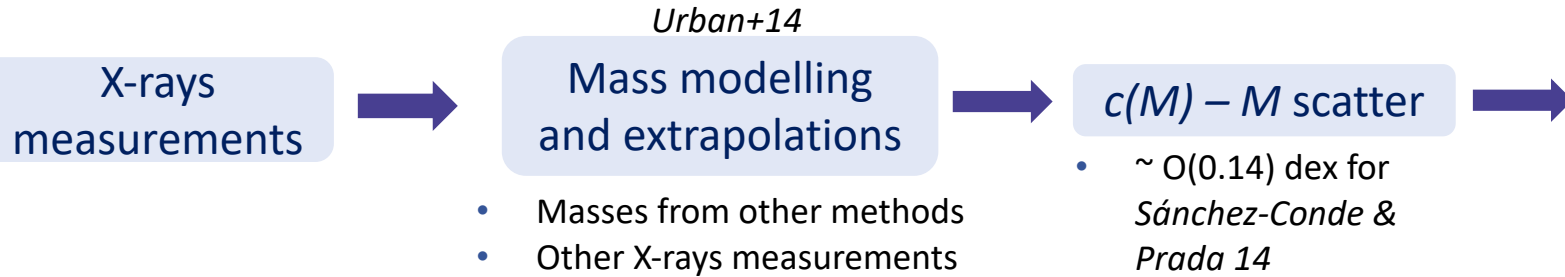 X-rays
measurements
Urban+14
Mass modelling
and extrapolations
• Masses from other methods
• Other X-rays measurements
c(M) – M scatter
• ~ O(0.14) dex for
Sánchez-Conde &
Prada 14